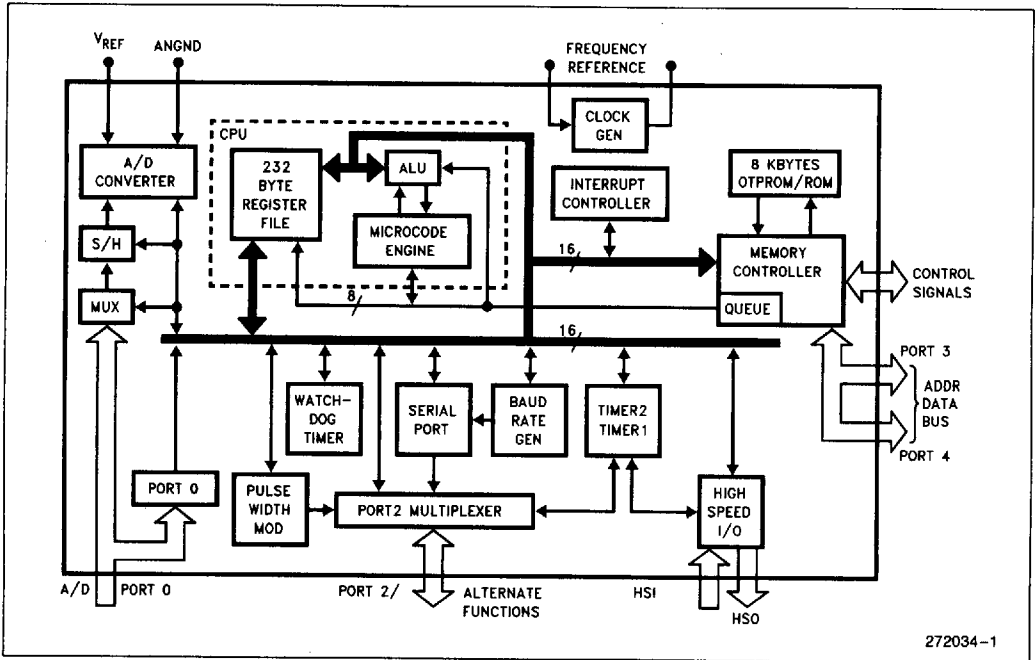 VREF
ANGND
FREQUENCY
REFERENCE
CLOCK
GEN
CPU
A/D
CONVERTER
232
BYTE
REGISTER
FILE
ALU
INTERRUPT
CONTROLLER
8 KBYTES
OTPROM/ROM
MICROCODE
ENGINE
S/H
16
MEMORY
CONTROLLER
CONTROL
SIGNALS
MUX
8
QUEUE
16
PORT 3
ADDR
DATA
BUS
PORT 4
WATCH-
DOG
TIMER
SERIAL
PORT
BAUD
RATE
GEN
TIMER2
TIMER1
PORT 0
PULSE
WIDTH
MOD
PORT2 MULTIPLEXER
HIGH
SPEED
I/O
A/D
PORT 0
PORT 2/
ALTERNATE
FUNCTIONS
HSI
HSO
272034-1